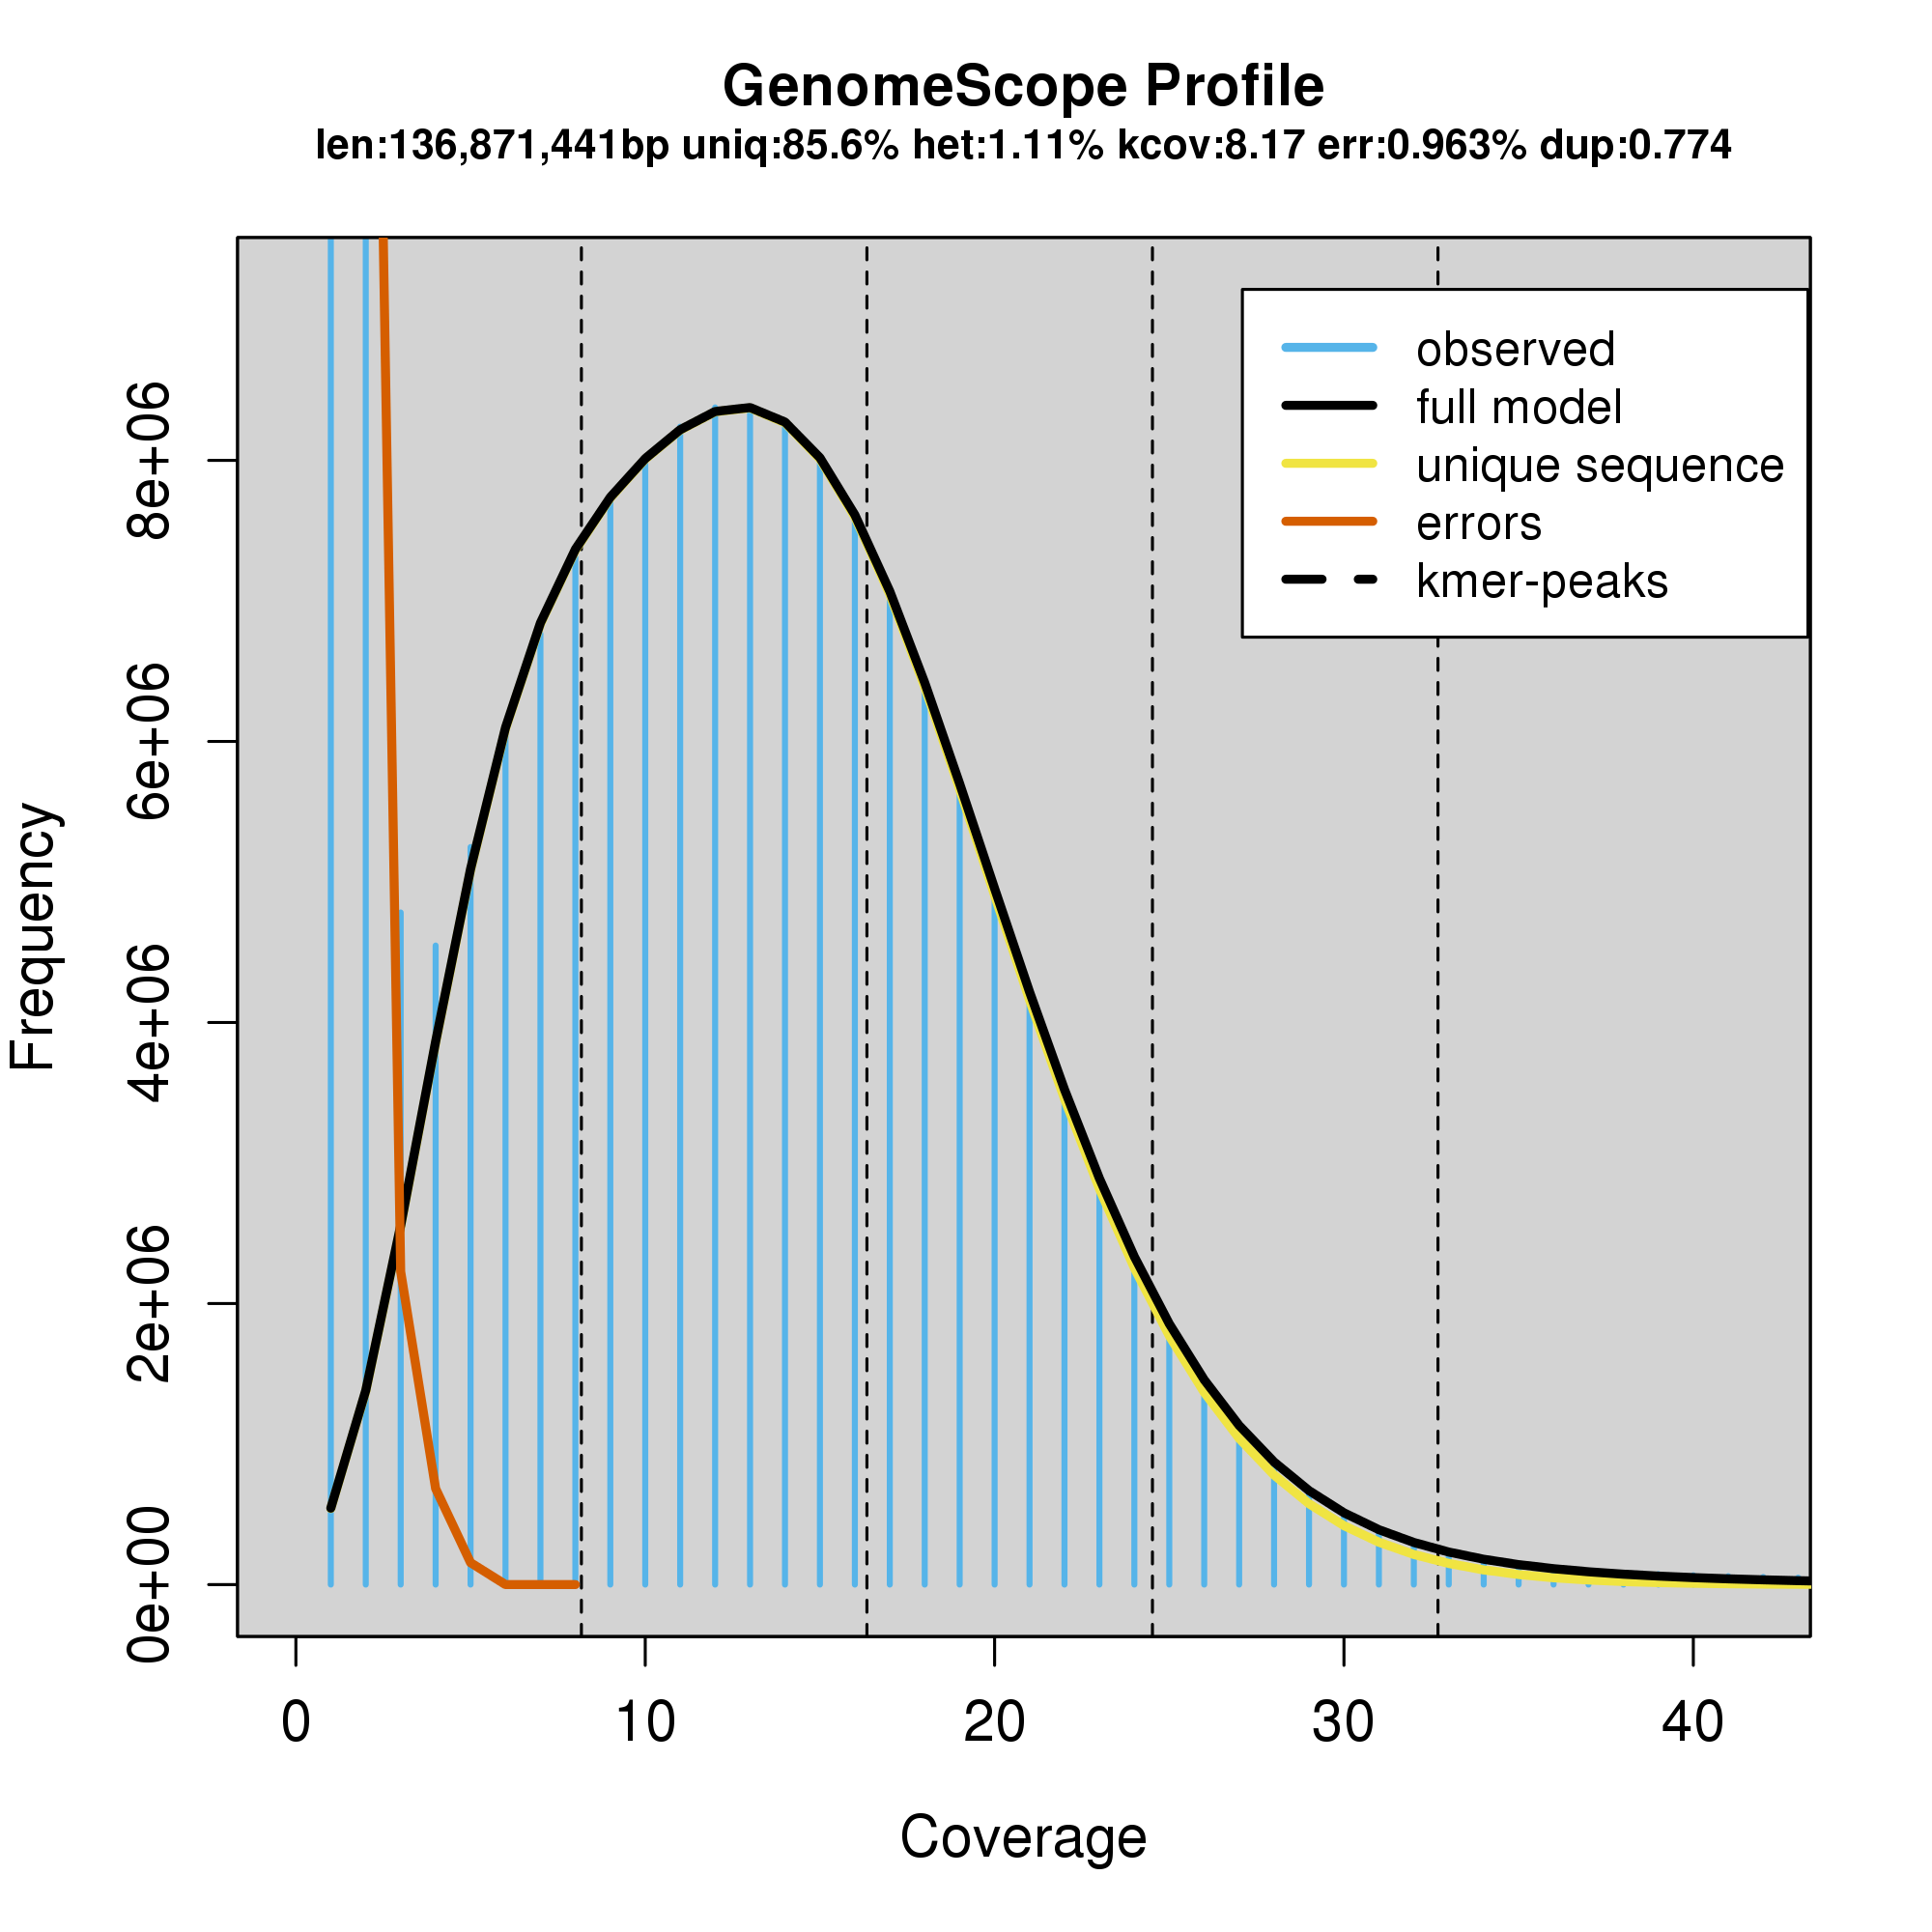 GenomeScope Profile
len:136,871,441bp uniq:85.6% het:1.11% kcov:8.17 err:0.963% dup:0.774
observed
full model
unique sequence
errors
kmer-peaks
Frequency
8e+06
6e+06
4e+06
2e+06
0e+00
0 10 20 30 40
Coverage